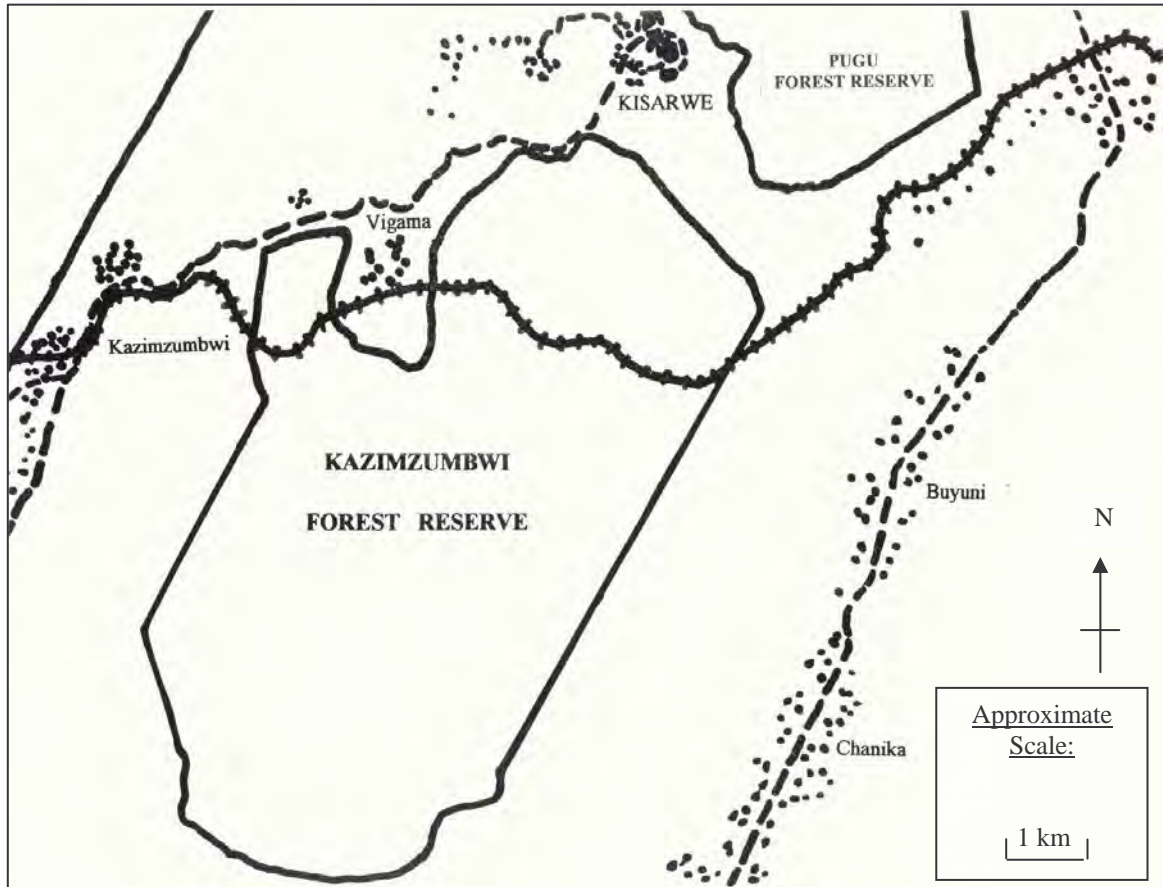 PUGU
FOREST RESERVE
KISARWE
Vigama
Kazimzumbwi
KAZIMZUMBWI
FOREST RESERVE
Buyuni
N
Chanika
Approximate
Scale:
1 km